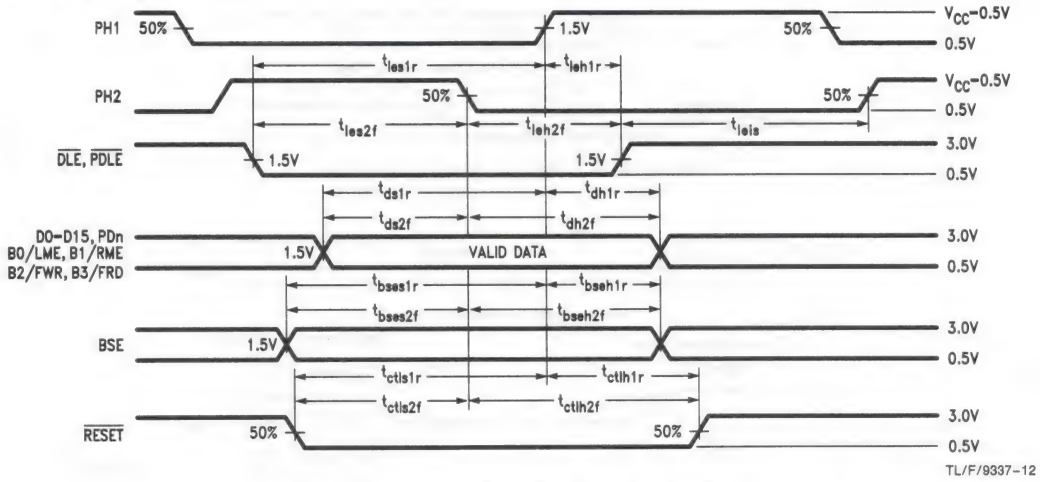 PH1 50% 1.5V 50% VCC-0.5V
0.5V
tles1r tleh1r
PH2 50% 50% VCC-0.5V
0.5V
tles2f tleh2f tleis
DLE, PDLE 1.5V 1.5V 3.0V
0.5V
tds1r tdh1r
tds2f tdh2f
D0-D15, PDn 3.0V
B0/LME, B1/RME 1.5V VALID DATA
B2/FWR, B3/FRD 0.5V
tbses1r tbseh1r
tbses2f tbseh2f
BSE 1.5V 3.0V
0.5V
tctls1r tctlh1r
tctls2f tctlh2f
RESET 50% 50% 3.0V
0.5V
TL/F/9337-12